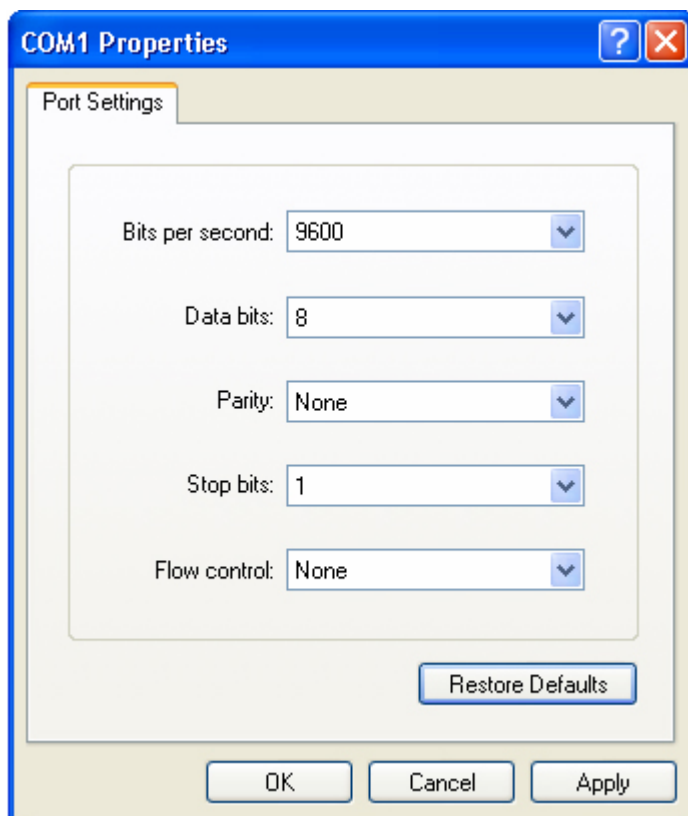 COM1 Properties
?
Port Settings
Bits per second: 9600
Data bits: 8
Parity: None
Stop bits: 1
Flow control: None
Restore Defaults
OK Cancel Apply